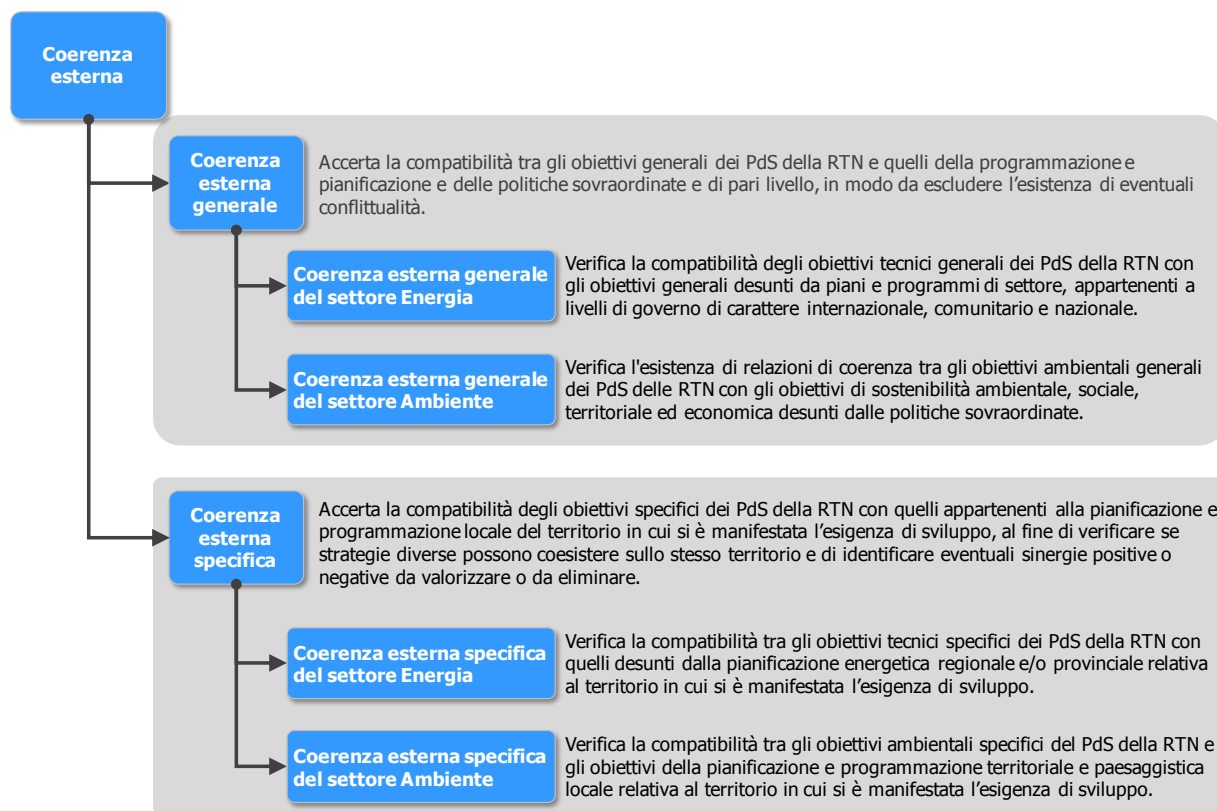 Coerenza
esterna
Coerenza
esterna
generale
Accerta la compatibilità tra gli obiettivi generali dei PdS della RTN e quelli della programmazione e
pianificazione e delle politiche sovraordinate e di pari livello, in modo da escludere l’esistenza di eventuali
conflittualità.
Coerenza esterna generale
del settore Energia
Verifica la compatibilità degli obiettivi tecnici generali dei PdS della RTN con
gli obiettivi generali desunti da piani e programmi di settore, appartenenti a
livelli di governo di carattere internazionale, comunitario e nazionale.
Coerenza esterna generale
del settore Ambiente
Verifica l'esistenza di relazioni di coerenza tra gli obiettivi ambientali generali
dei PdS delle RTN con gli obiettivi di sostenibilità ambientale, sociale,
territoriale ed economica desunti dalle politiche sovraordinate.
Coerenza
esterna
specifica
Accerta la compatibilità degli obiettivi specifici dei PdS della RTN con quelli appartenenti alla pianificazione e
programmazione locale del territorio in cui si è manifestata l’esigenza di sviluppo, al fine di verificare se
strategie diverse possono coesistere sullo stesso territorio e di identificare eventuali sinergie positive o
negative da valorizzare o da eliminare.
Coerenza esterna specifica
del settore Energia
Verifica la compatibilità tra gli obiettivi tecnici specifici dei PdS della RTN con
quelli desunti dalla pianificazione energetica regionale e/o provinciale relativa
al territorio in cui si è manifestata l’esigenza di sviluppo.
Coerenza esterna specifica
del settore Ambiente
Verifica la compatibilità tra gli obiettivi ambientali specifici del PdS della RTN e
gli obiettivi della pianificazione e programmazione territoriale e paesaggistica
locale relativa al territorio in cui si è manifestata l’esigenza di sviluppo.